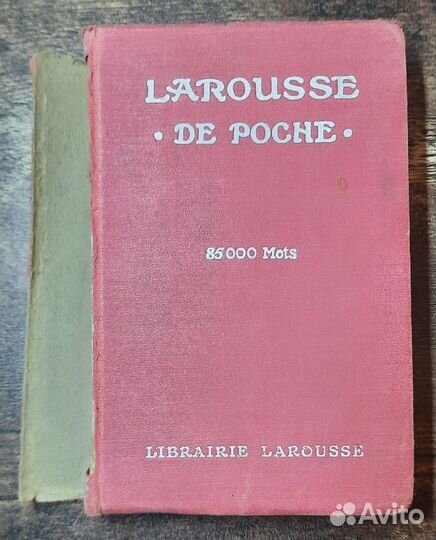 LAROUSSE
• DE POCHE •
85000 Mots
LIBRAIRIE LAROUSSE
Avito